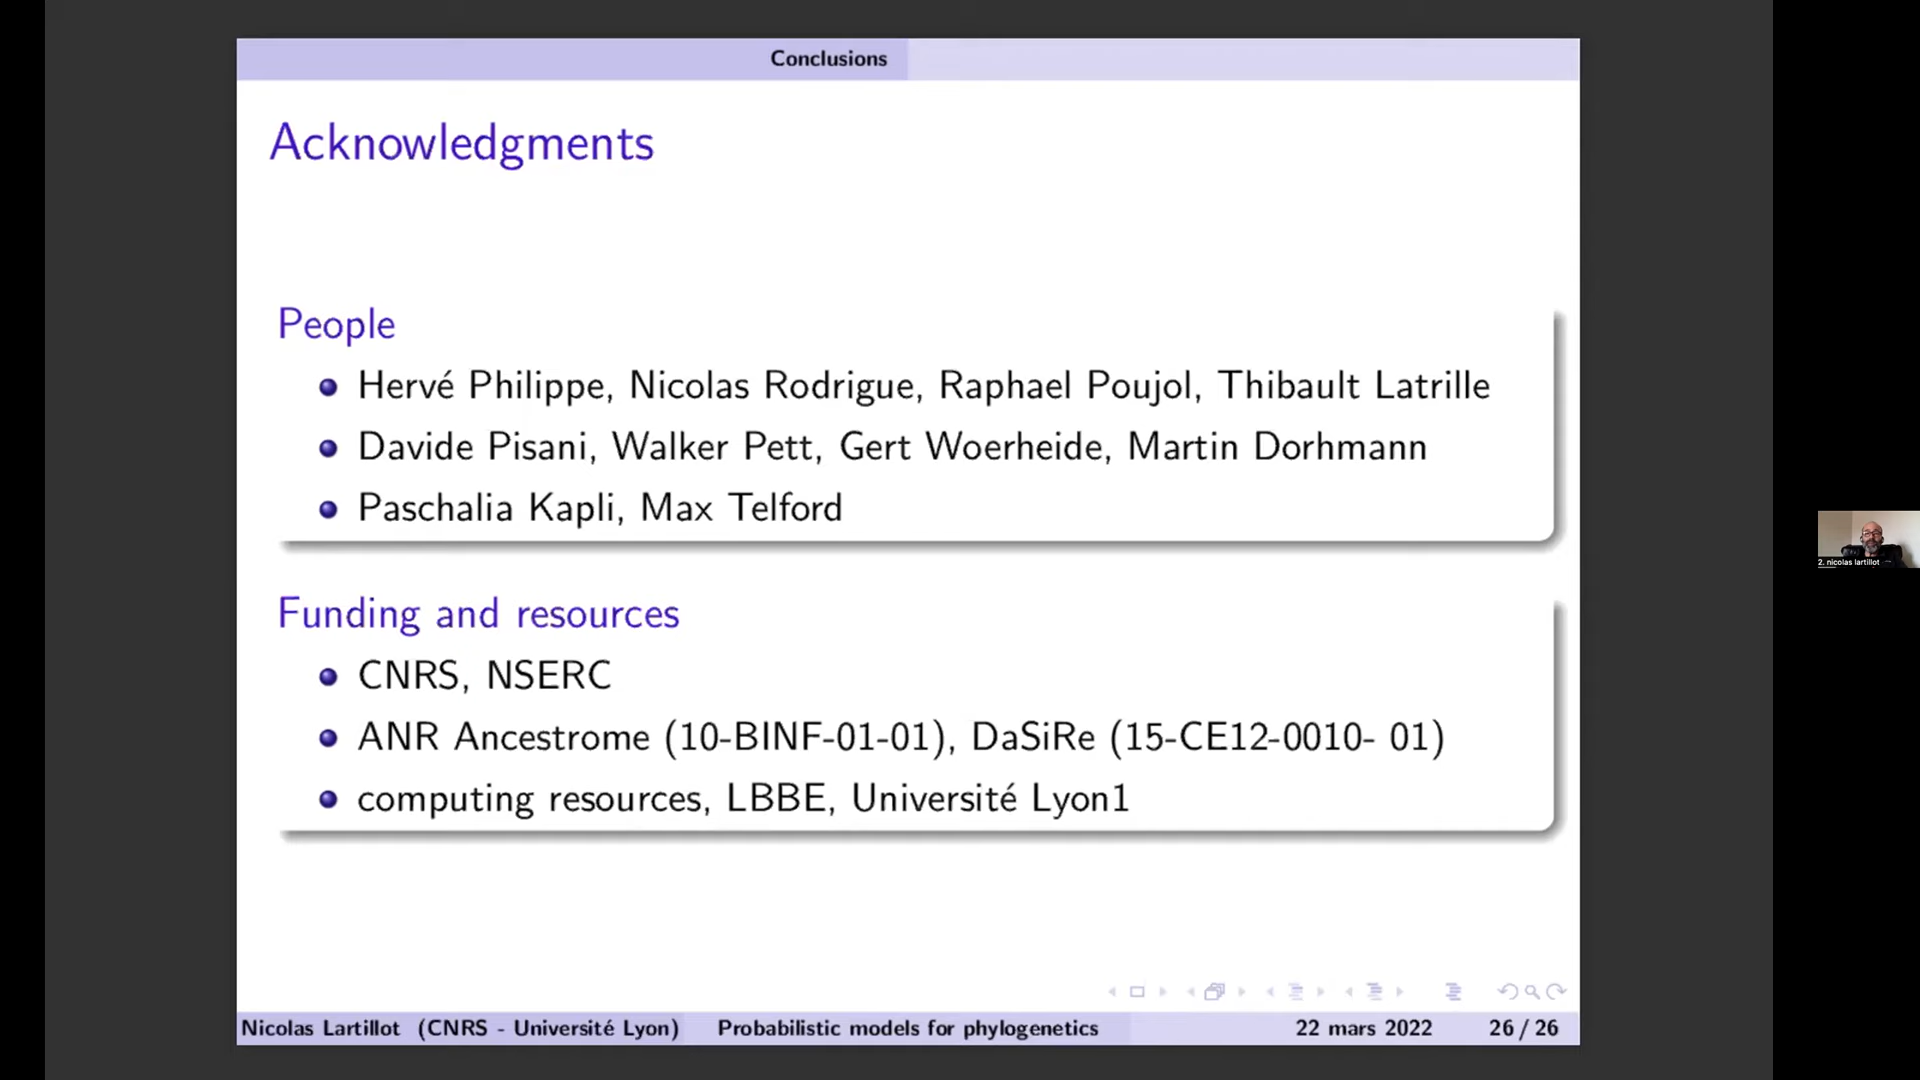 Conclusions
Acknowledgments
People
Hervé Philippe, Nicolas Rodrigue, Raphael Poujol, Thibault Latrille
Davide Pisani, Walker Pett, Gert Woerheide, Martin Dorhmann
Paschalia Kapli, Max Telford
Funding and resources
CNRS, NSERC
ANR Ancestrome (10-BINF-01-01), DaSiRe (15-CE12-0010- 01)
computing resources, LBBE, Université Lyon1
2. nicolas lartillot
Nicolas Lartillot (CNRS - Université Lyon) Probabilistic models for phylogenetics 22 mars 2022 26 / 26